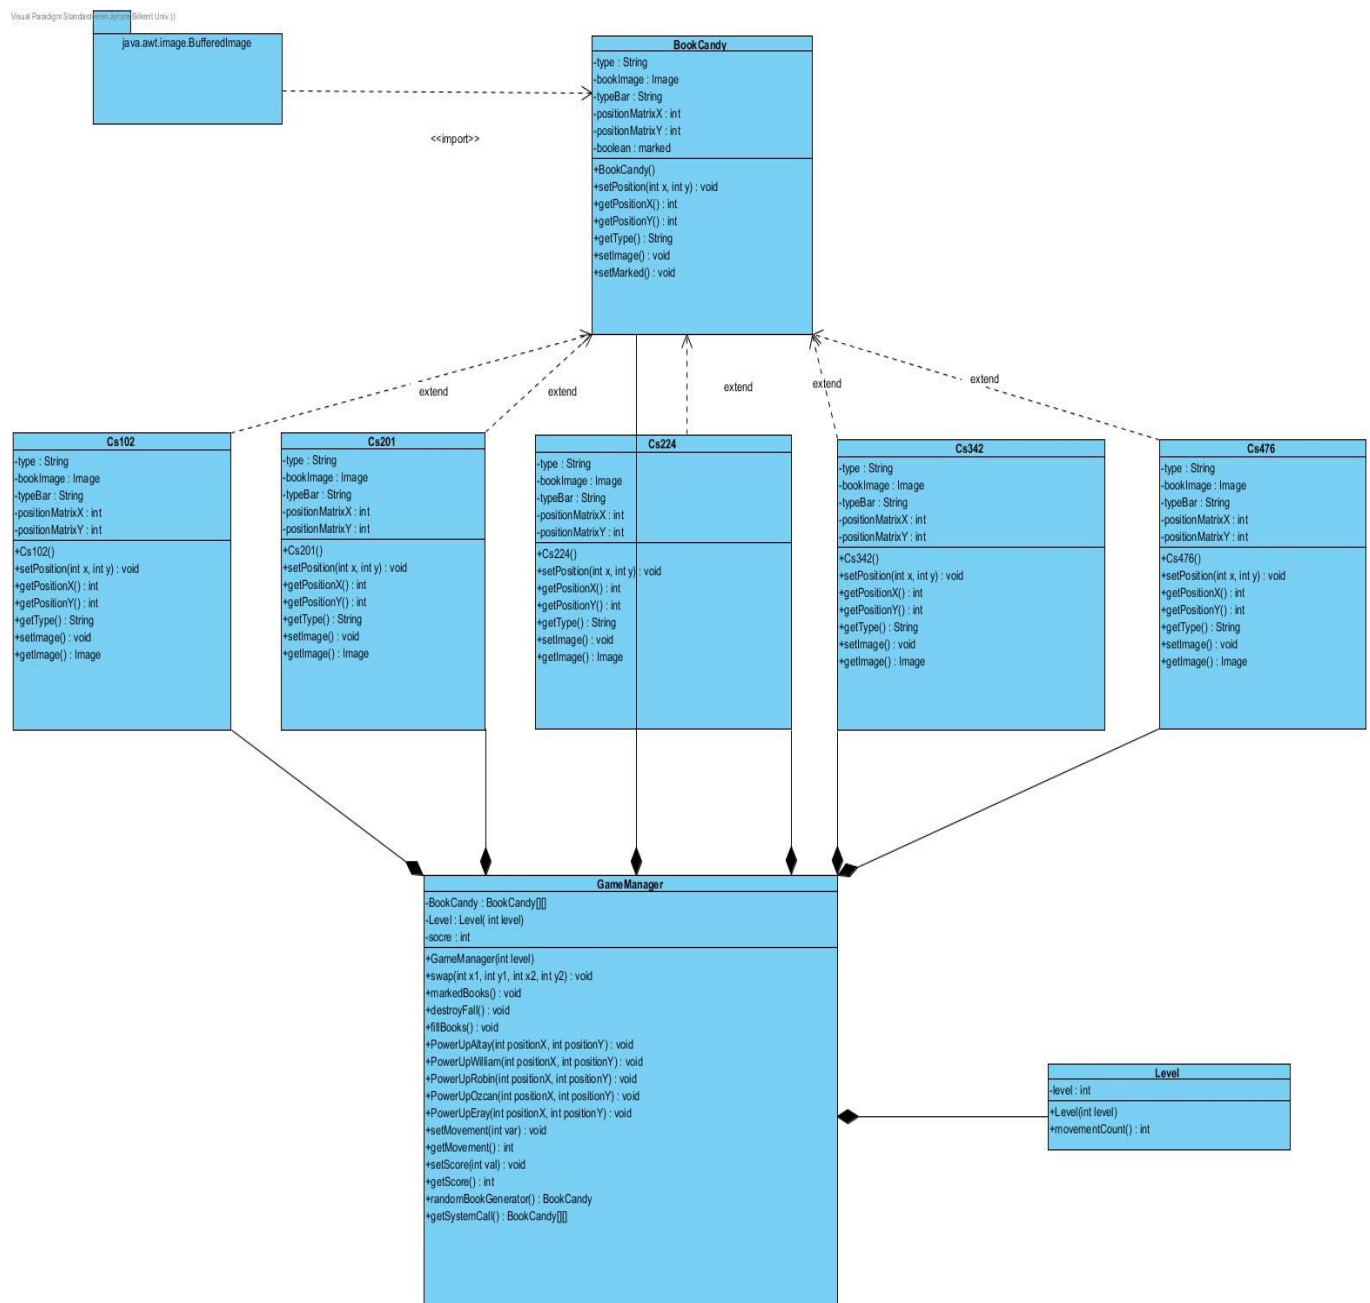 Visual Paradigm Standard Bilkent Univ.))
java.awt.image.BufferedImage
<<import>>
BookCandy
-type : String
-bookImage : Image
-typeBar : String
-positionMatrixX : int
-positionMatrixY : int
-boolean : marked
+BookCandy()
+setPosition(int x, int y) : void
+getPositionX() : int
+getPositionY() : int
+getType() : String
+setImage() : void
+setMarked() : void
extend
extend
extend
extend
extend
Cs102
-type : String
-bookImage : Image
-typeBar : String
-positionMatrixX : int
-positionMatrixY : int
+Cs102()
+setPosition(int x, int y) : void
+getPositionX() : int
+getPositionY() : int
+getType() : String
+setImage() : void
+getImage() : Image
Cs201
-type : String
-bookImage : Image
-typeBar : String
-positionMatrixX : int
-positionMatrixY : int
+Cs201()
+setPosition(int x, int y) : void
+getPositionX() : int
+getPositionY() : int
+getType() : String
+setImage() : void
+getImage() : Image
Cs224
-type : String
-bookImage : Image
-typeBar : String
-positionMatrixX : int
-positionMatrixY : int
+Cs224()
+setPosition(int x, int y) : void
+getPositionX() : int
+getPositionY() : int
+getType() : String
+setImage() : void
+getImage() : Image
Cs342
-type : String
-bookImage : Image
-typeBar : String
-positionMatrixX : int
-positionMatrixY : int
+Cs342()
+setPosition(int x, int y) : void
+getPositionX() : int
+getPositionY() : int
+getType() : String
+setImage() : void
+getImage() : Image
Cs476
-type : String
-bookImage : Image
-typeBar : String
-positionMatrixX : int
-positionMatrixY : int
+Cs476()
+setPosition(int x, int y) : void
+getPositionX() : int
+getPositionY() : int
+getType() : String
+setImage() : void
+getImage() : Image
GameManager
-BookCandy : BookCandy[][]
-Level : Level( int level)
-socre : int
+GameManager(int level)
+swap(int x1, int y1, int x2, int y2) : void
+markedBooks() : void
+destroyFall() : void
+fillBooks() : void
+PowerUpAltay(int positionX, int positionY) : void
+PowerUpWilliam(int positionX, int positionY) : void
+PowerUpRobin(int positionX, int positionY) : void
+PowerUpOzcan(int positionX, int positionY) : void
+PowerUpEray(int positionX, int positionY) : void
+setMovement(int var) : void
+getMovement() : int
+setScore(int val) : void
+getScore() : int
+randomBookGenerator() : BookCandy
+getSystemCall() : BookCandy[][]
Level
-level : int
+Level(int level)
+movementCount() : int